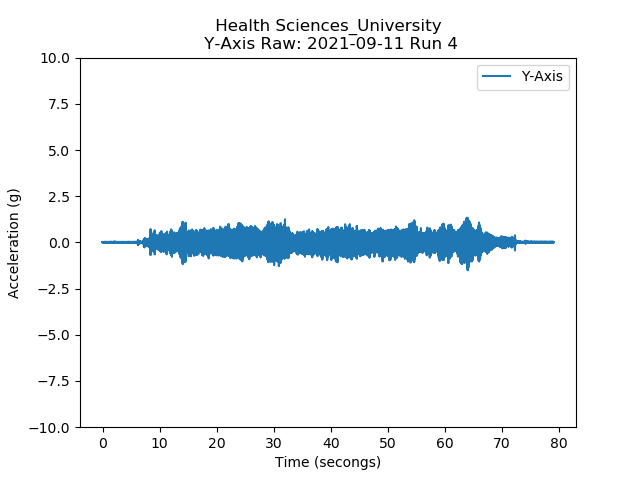 Health Sciences_University
Y-Axis Raw: 2021-09-11 Run 4
Y-Axis
10.0
7.5
5.0
2.5
0.0
−2.5
−5.0
−7.5
−10.0
Acceleration (g)
0 10 20 30 40 50 60 70 80
Time (secongs)